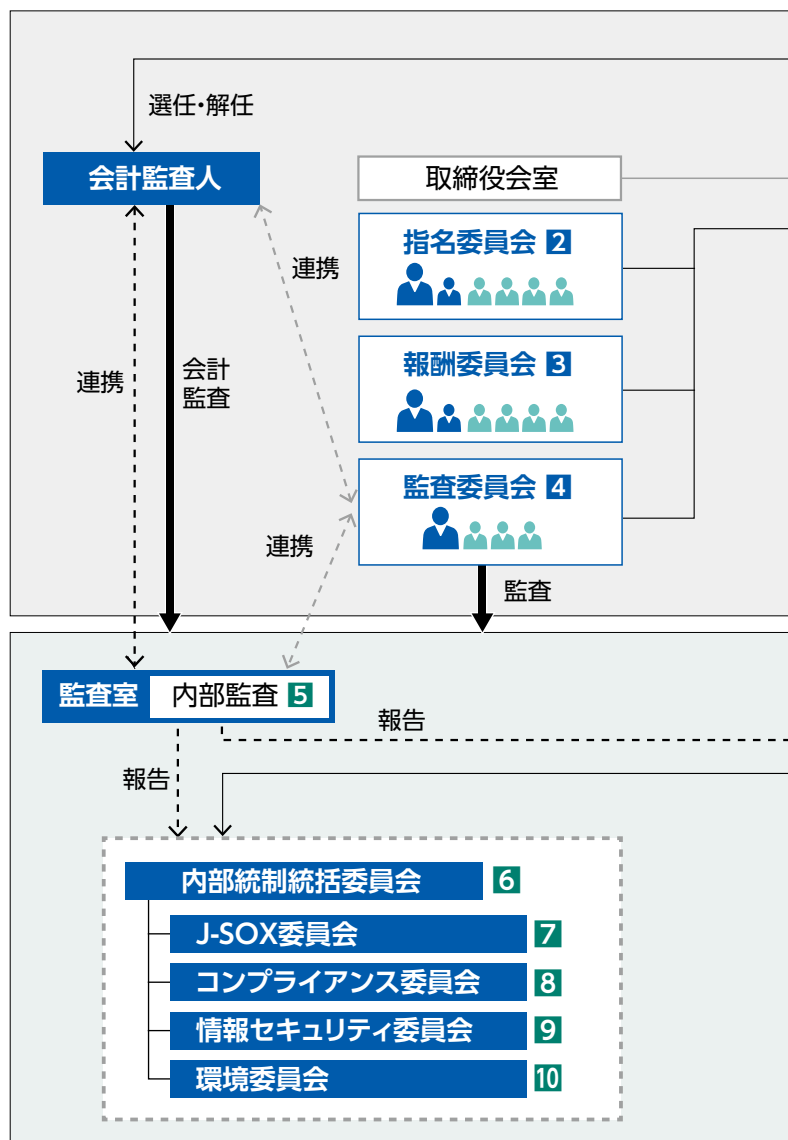 選任・解任
会計監査人
取締役会室
指名委員会 2
連携
報酬委員会 3
連携
会計
監査
監査委員会 4
連携
監査
監査室 内部監査 5
報告
報告
内部統制統括委員会 6
J-SOX委員会 7
コンプライアンス委員会 8
情報セキュリティ委員会 9
環境委員会 10